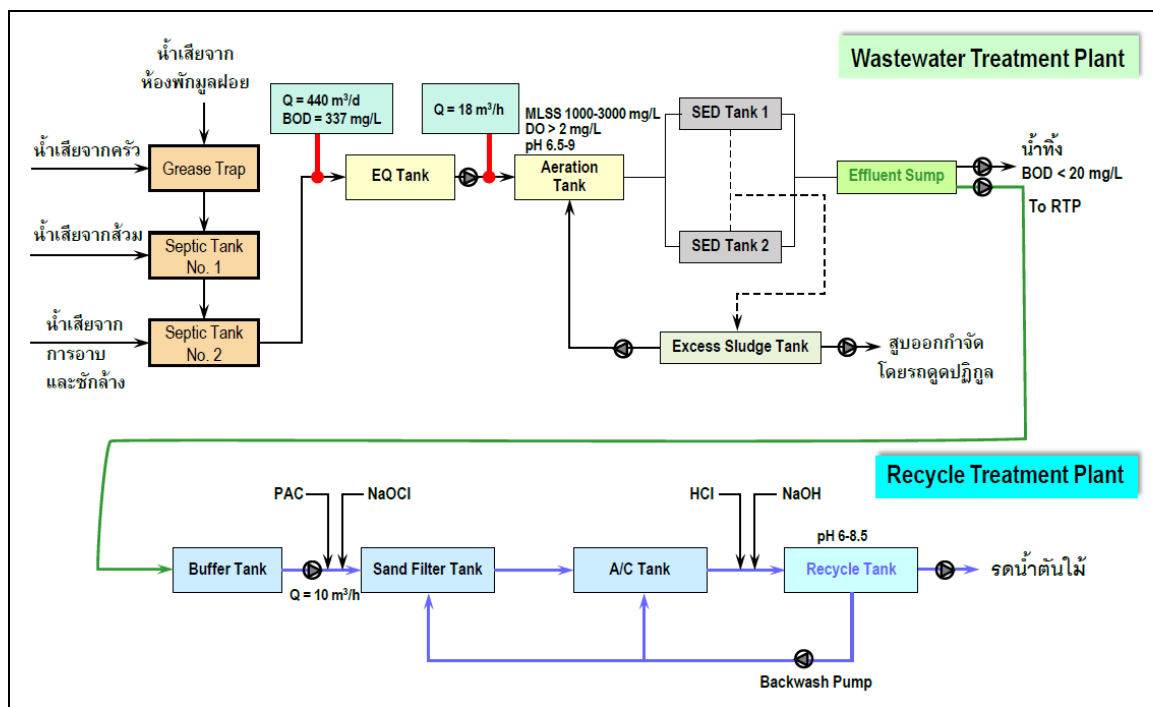 Wastewater Treatment Plant
น้ำเสียจาก
ห้องพักมูลฝอย
น้ำเสียจากครัว
Grease Trap
น้ำเสียจากส้วม
Septic Tank
No. 1
น้ำเสียจาก
การอาบ
และซักล้าง
Septic Tank
No. 2
Q = 440 m³/d
BOD = 337 mg/L
EQ Tank
Q = 18 m³/h
MLSS 1000-3000 mg/L
DO > 2 mg/L
pH 6.5-9
Aeration
Tank
SED Tank 1
SED Tank 2
Effluent Sump
น้ำทิ้ง
BOD < 20 mg/L
To RTP
Excess Sludge Tank
สูบออกกำจัด
โดยรถดูดปฏิกูล
Recycle Treatment Plant
PAC
NaOCl
HCl
NaOH
pH 6-8.5
Buffer Tank
Q = 10 m³/h
Sand Filter Tank
A/C Tank
Recycle Tank
รดน้ำต้นไม้
Backwash Pump